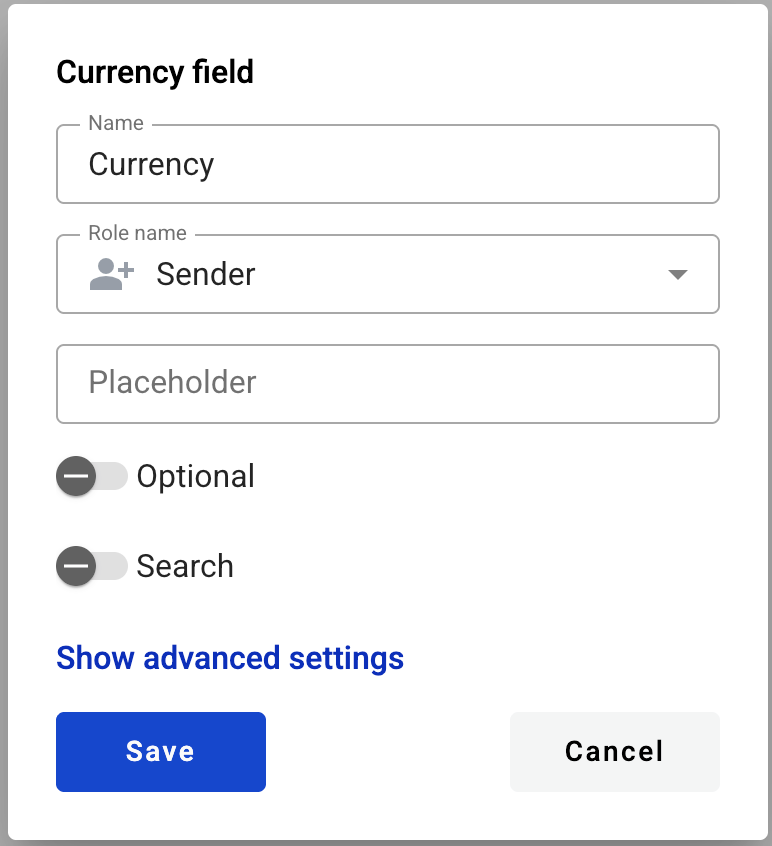 Currency field
Name
Currency
Role name
Sender
Placeholder
Optional
Search
Show advanced settings
Save
Cancel